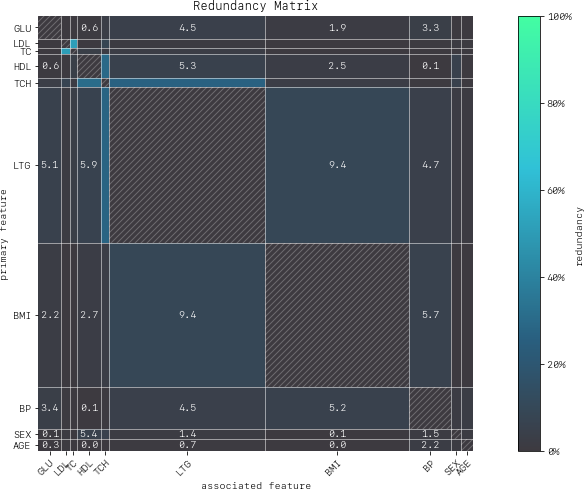 Redundancy Matrix
GLU 0.6 4.5 1.9 3.3
LDL
TC
HDL 0.6 5.3 2.5 0.1
TCH
LTG 5.1 5.9 9.4 4.7
BMI 2.2 2.7 9.4 5.7
BP 3.4 0.1 4.5 5.2
SEX 0.1 5.4 1.4 0.1 1.5
AGE 0.3 0.0 0.7 0.0 2.2
GLU LDL TC HDL TCH LTG BMI BP SEX AGE
associated feature
primary feature
100%
80%
60%
40%
20%
0%
redundancy